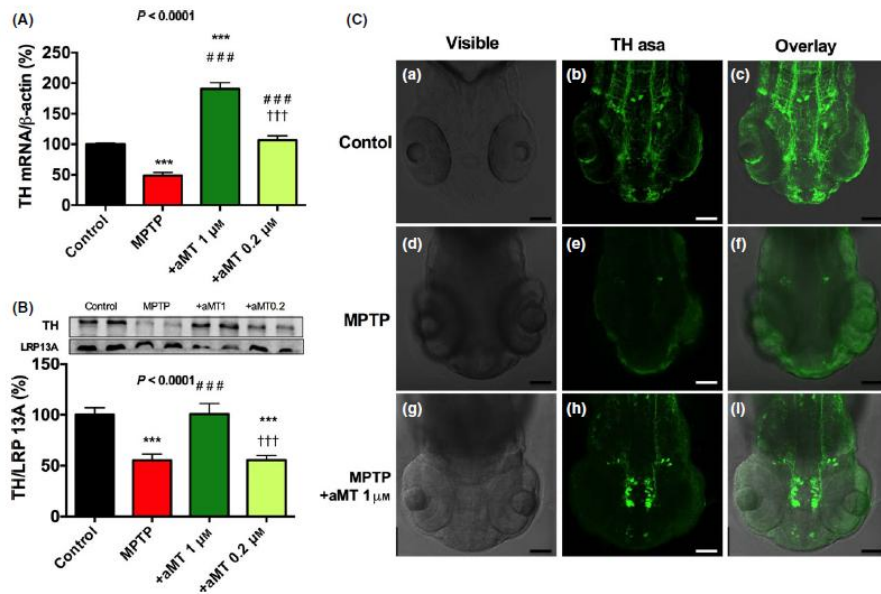 (A)
P < 0.0001
TH mRNA/β-actin (%)
250
200
150
100
50
0
***
***
###
###
†††
Control
MPTP
+aMT 1 μM
+aMT 0.2 μM
(B)
Control MPTP +aMT1 +aMT0.2
TH
LRP13A
P < 0.0001
TH/LRP 13A (%)
150
100
50
0
***
###
***
†††
Control
MPTP
+aMT 1 μM
+aMT 0.2 μM
(C)
Visible TH asa Overlay
Contol
(a) (b) (c)
MPTP
(d) (e) (f)
MPTP
+aMT 1μM
(g) (h) (I)